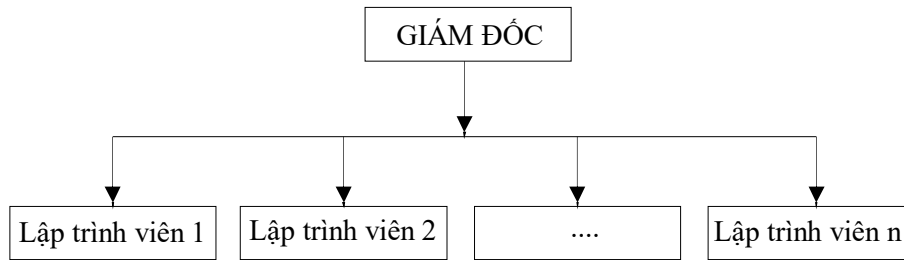 GIÁM ĐỐC
Lập trình viên 1
Lập trình viên 2
....
Lập trình viên n